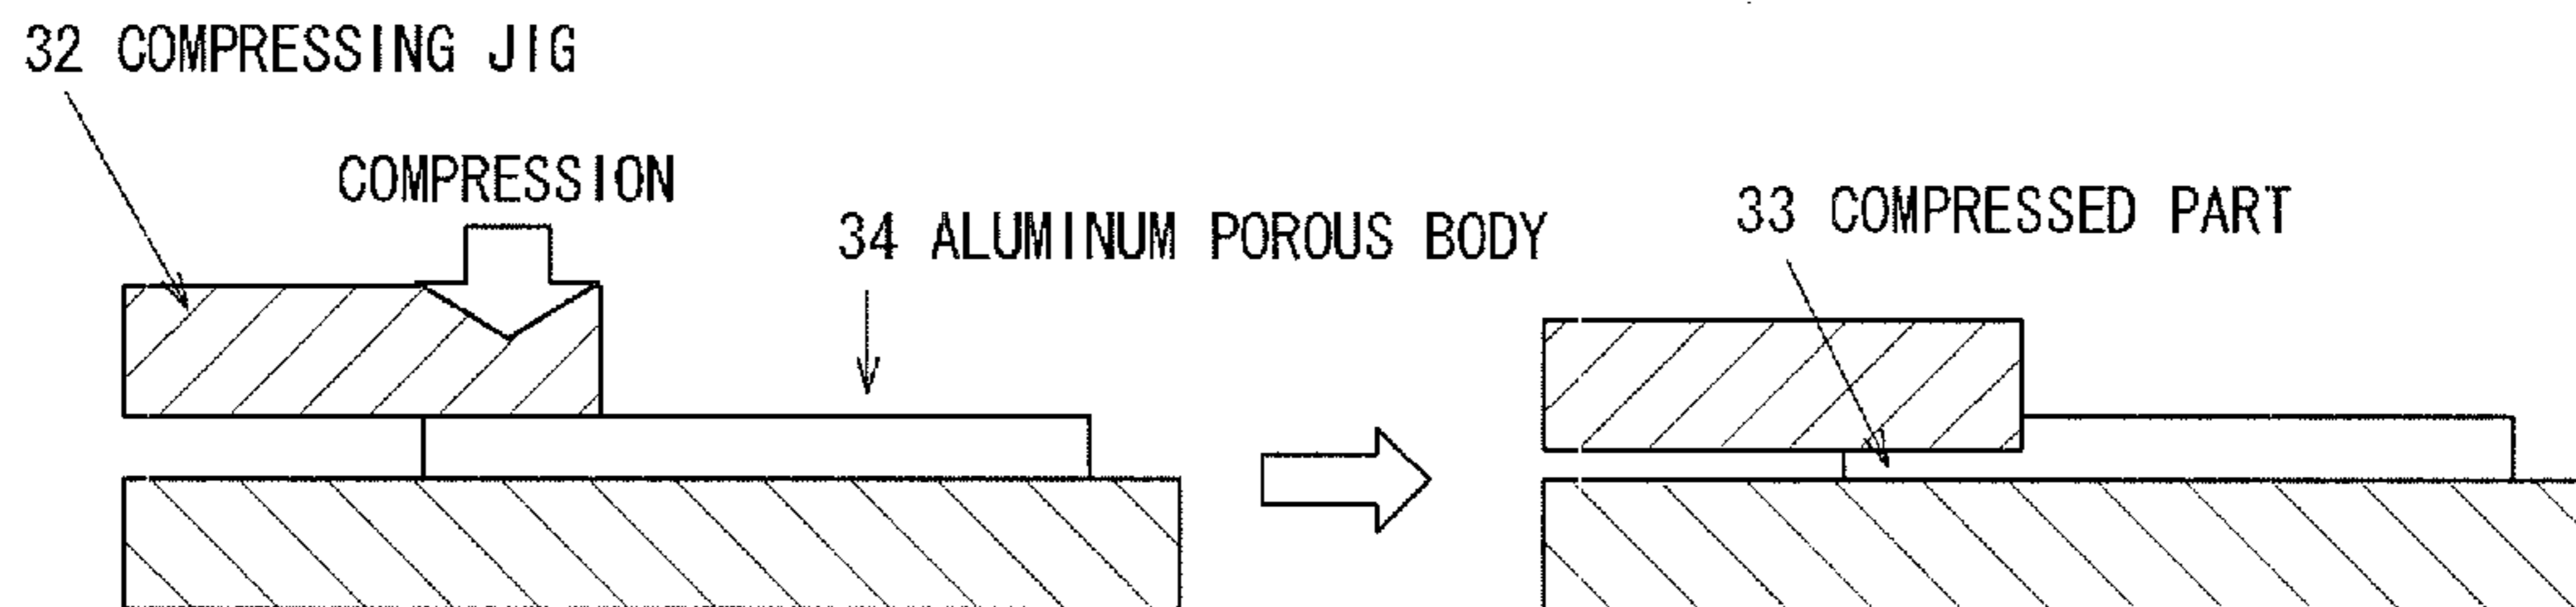 32 COMPRESSING JIG
COMPRESSION
34 ALUMINUM POROUS BODY
33 COMPRESSED PART